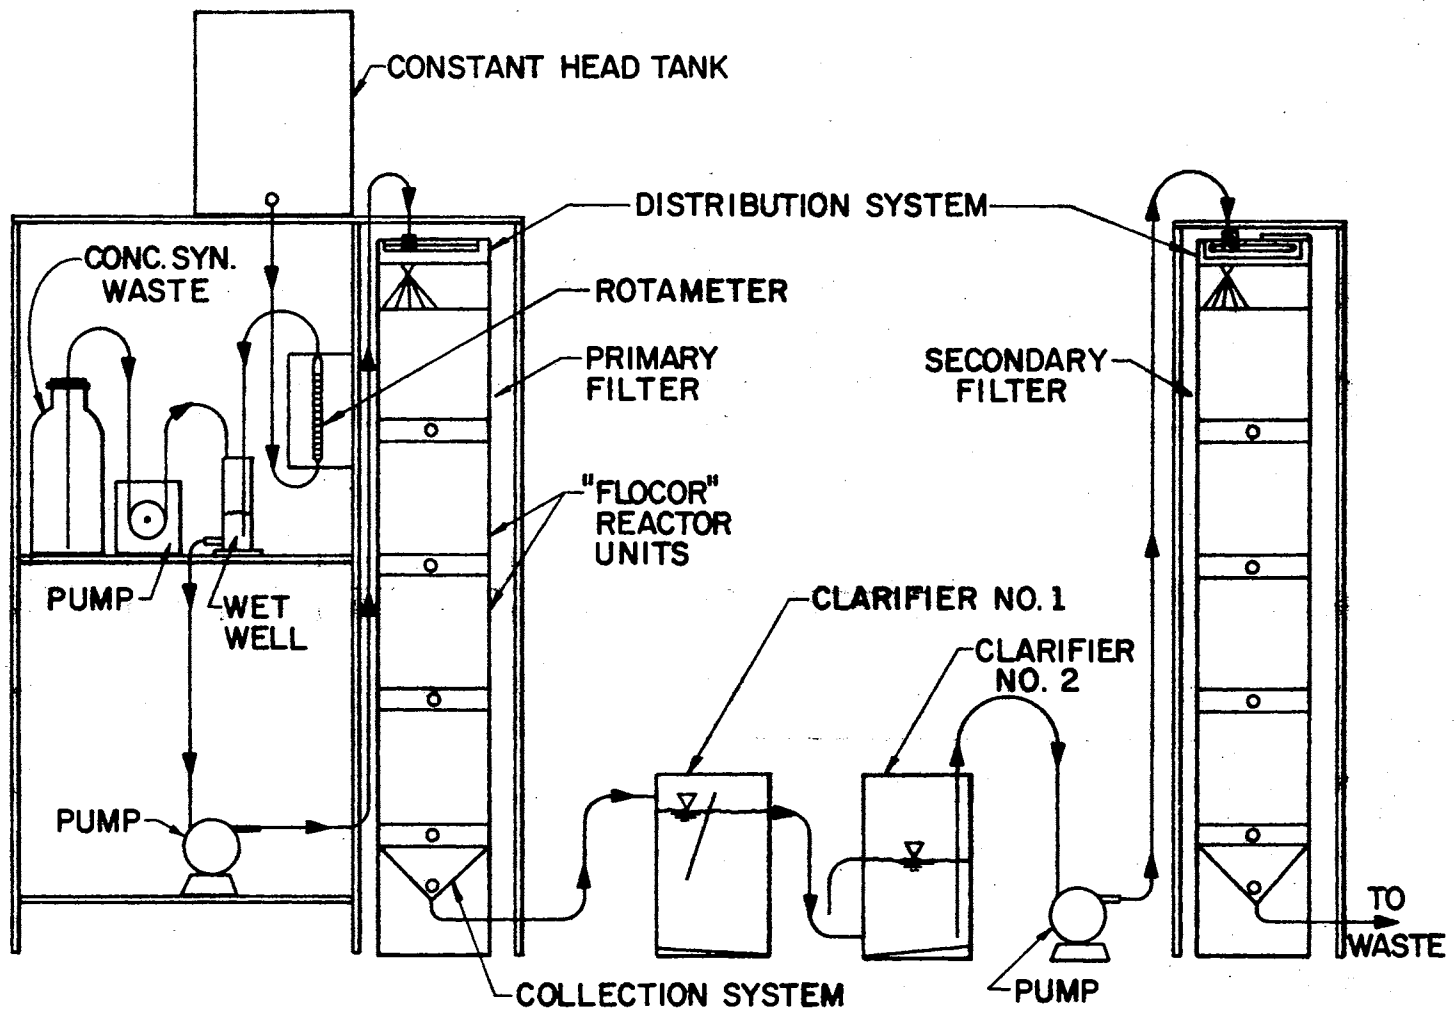 CONSTANT HEAD TANK
DISTRIBUTION SYSTEM
CONC. SYN.
WASTE
ROTAMETER
PRIMARY
FILTER
SECONDARY
FILTER
"FLOCOR"
REACTOR
UNITS
PUMP
WET
WELL
CLARIFIER NO. 1
CLARIFIER
NO. 2
PUMP
TO
WASTE
COLLECTION SYSTEM
PUMP